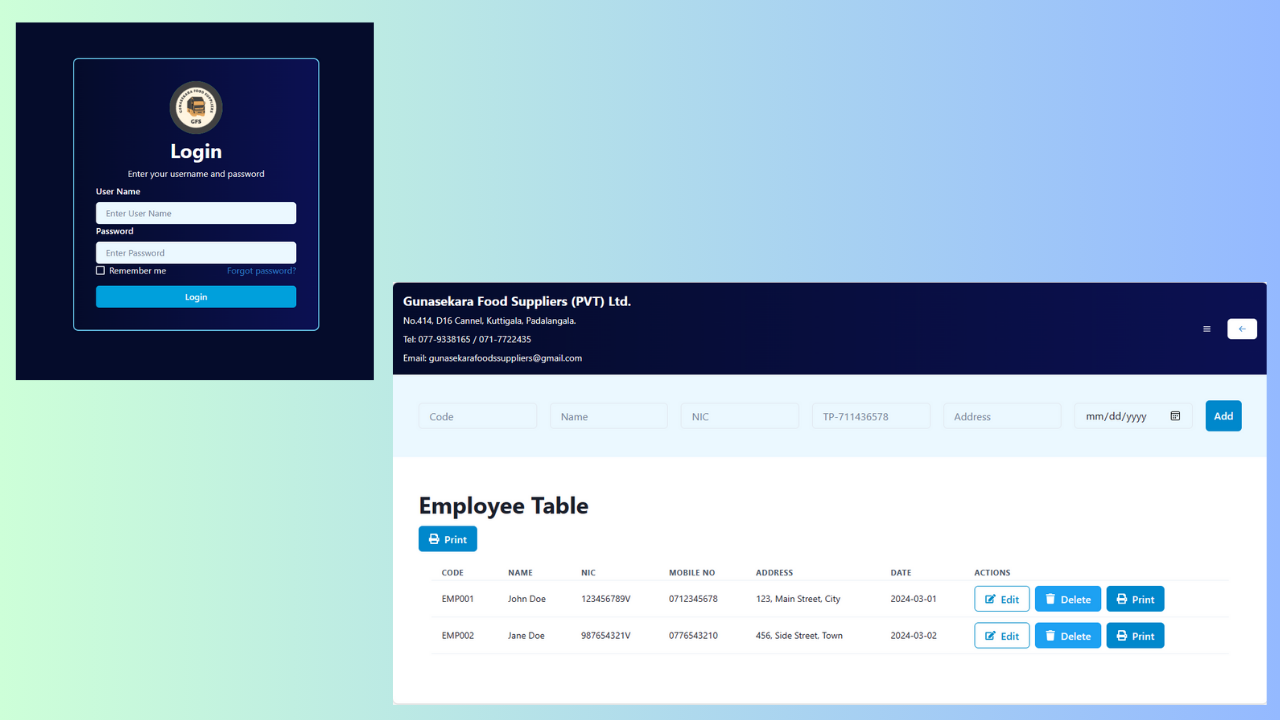 GUNASEKARA FOOD SUPPLIERS
GFS
Login
Enter your username and password
User Name
Enter User Name
Password
Enter Password
Remember me Forgot password?
Login
Gunasekara Food Suppliers (PVT) Ltd.
No.414, D16 Cannel, Kuttigala, Padalangala.
Tel: 077-9338165 / 071-7722435
Email: gunasekarafoodssuppliers@gmail.com
Code Name NIC TP-711436578 Address mm/dd/yyyy Add
Employee Table
Print
CODE NAME NIC MOBILE NO ADDRESS DATE ACTIONS
EMP001 John Doe 123456789V 0712345678 123, Main Street, City 2024-03-01 Edit Delete Print
EMP002 Jane Doe 987654321V 0776543210 456, Side Street, Town 2024-03-02 Edit Delete Print